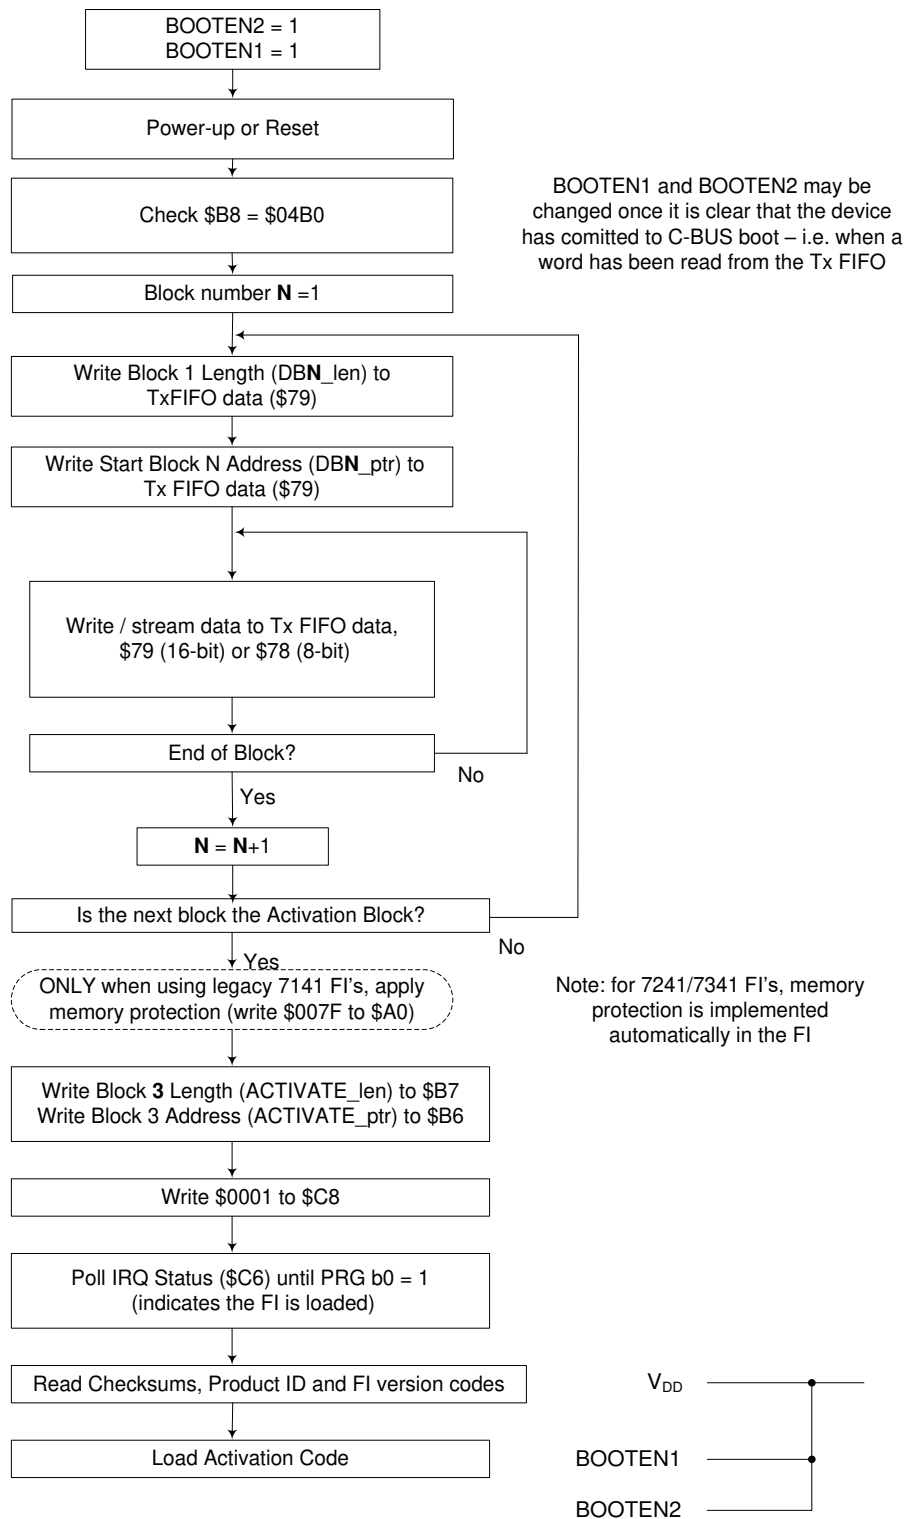 BOOTEN2 = 1
BOOTEN1 = 1
Power-up or Reset
Check $B8 = $04B0
BOOTEN1 and BOOTEN2 may be
changed once it is clear that the device
has comitted to C-BUS boot – i.e. when a
word has been read from the Tx FIFO
Block number N =1
Write Block 1 Length (DBN_len) to
TxFIFO data ($79)
Write Start Block N Address (DBN_ptr) to
Tx FIFO data ($79)
Write / stream data to Tx FIFO data,
$79 (16-bit) or $78 (8-bit)
End of Block?
No
Yes
N = N+1
Is the next block the Activation Block?
No
Yes
ONLY when using legacy 7141 FI's, apply
memory protection (write $007F to $A0)
Note: for 7241/7341 FI's, memory
protection is implemented
automatically in the FI
Write Block 3 Length (ACTIVATE_len) to $B7
Write Block 3 Address (ACTIVATE_ptr) to $B6
Write $0001 to $C8
Poll IRQ Status ($C6) until PRG b0 = 1
(indicates the FI is loaded)
Read Checksums, Product ID and FI version codes
Load Activation Code
VDD
BOOTEN1
BOOTEN2